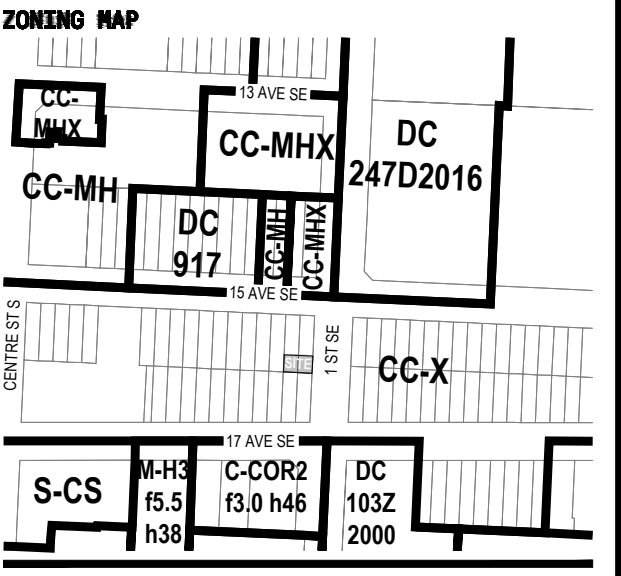 ZONING MAP
CC-
MHX
13 AVE SE
CC-MHX
DC
247D2016
CC-MH
DC
917
CC-MH
CC-MHX
15 AVE SE
CENTRE ST S
SITE
1 ST SE
CC-X
17 AVE SE
S-CS
M-H3
f5.5
h38
C-COR2
f3.0 h46
DC
103Z
2000